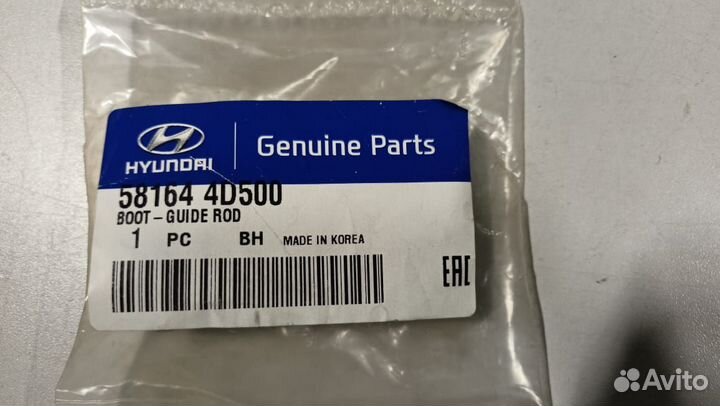 HYUNDAI
Genuine Parts
58164 4D500
BOOT-GUIDE ROD
1 PC BH MADE IN KOREA
EAC
Avito